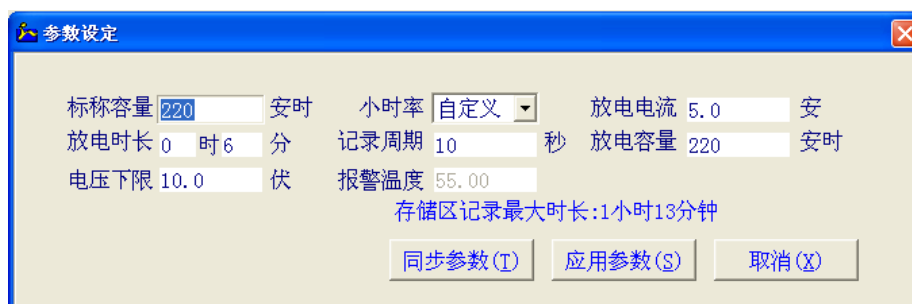 参数设定
标称容量 220 安时 小时率 自定义 放电电流 5.0 安
放电时长 0 时 6 分 记录周期 10 秒 放电容量 220 安时
电压下限 10.0 伏 报警温度 55.00
存储区记录最大时长:1小时13分钟
同步参数(T) 应用参数(S) 取消(X)